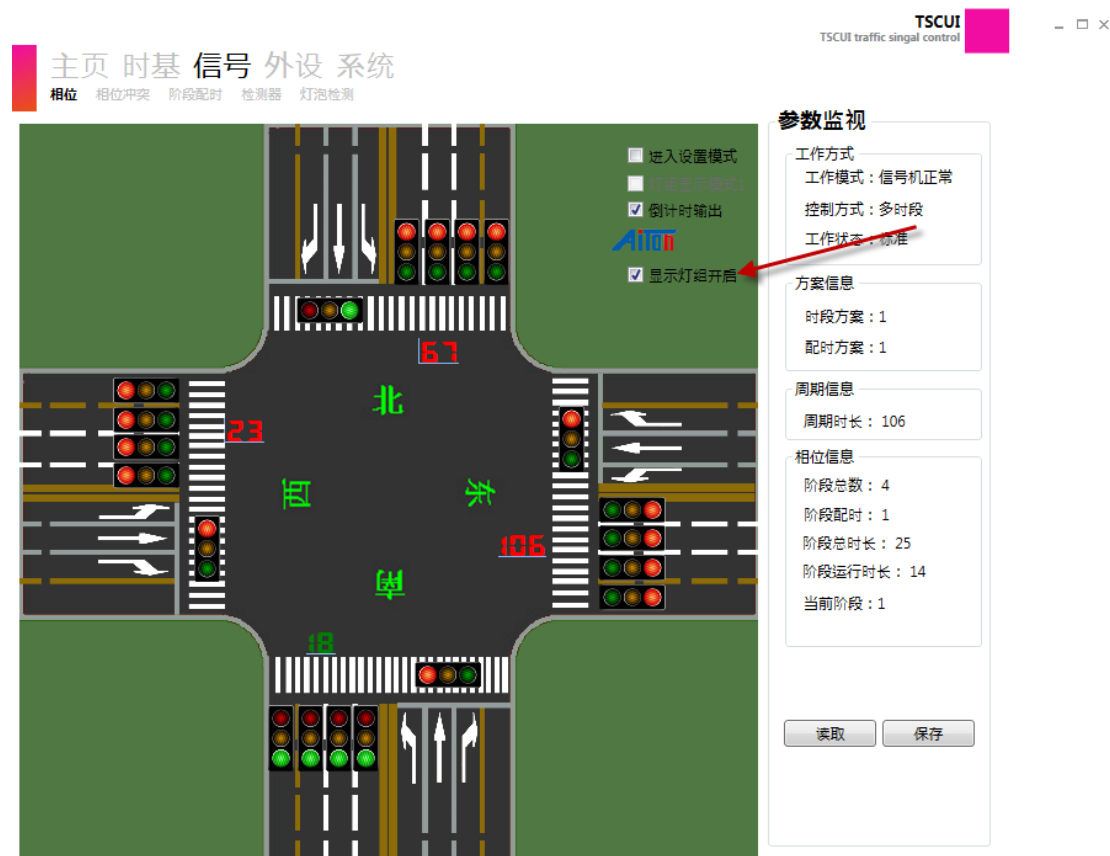 TSCUI
TSCUI traffic singal control
主页 时基 信号 外设 系统
相位 相位冲突 阶段配时 检测器 灯泡检测
进入设置模式
倒计时输出
AiTon
显示灯组开启
67
北
23
西
东
106
南
18
参数监视
工作方式
工作模式：信号机正常
控制方式：多时段
工作状态：标准
方案信息
时段方案：1
配时方案：1
周期信息
周期时长： 106
相位信息
阶段总数： 4
阶段配时： 1
阶段总时长： 25
阶段运行时长： 14
当前阶段：1
读取
保存